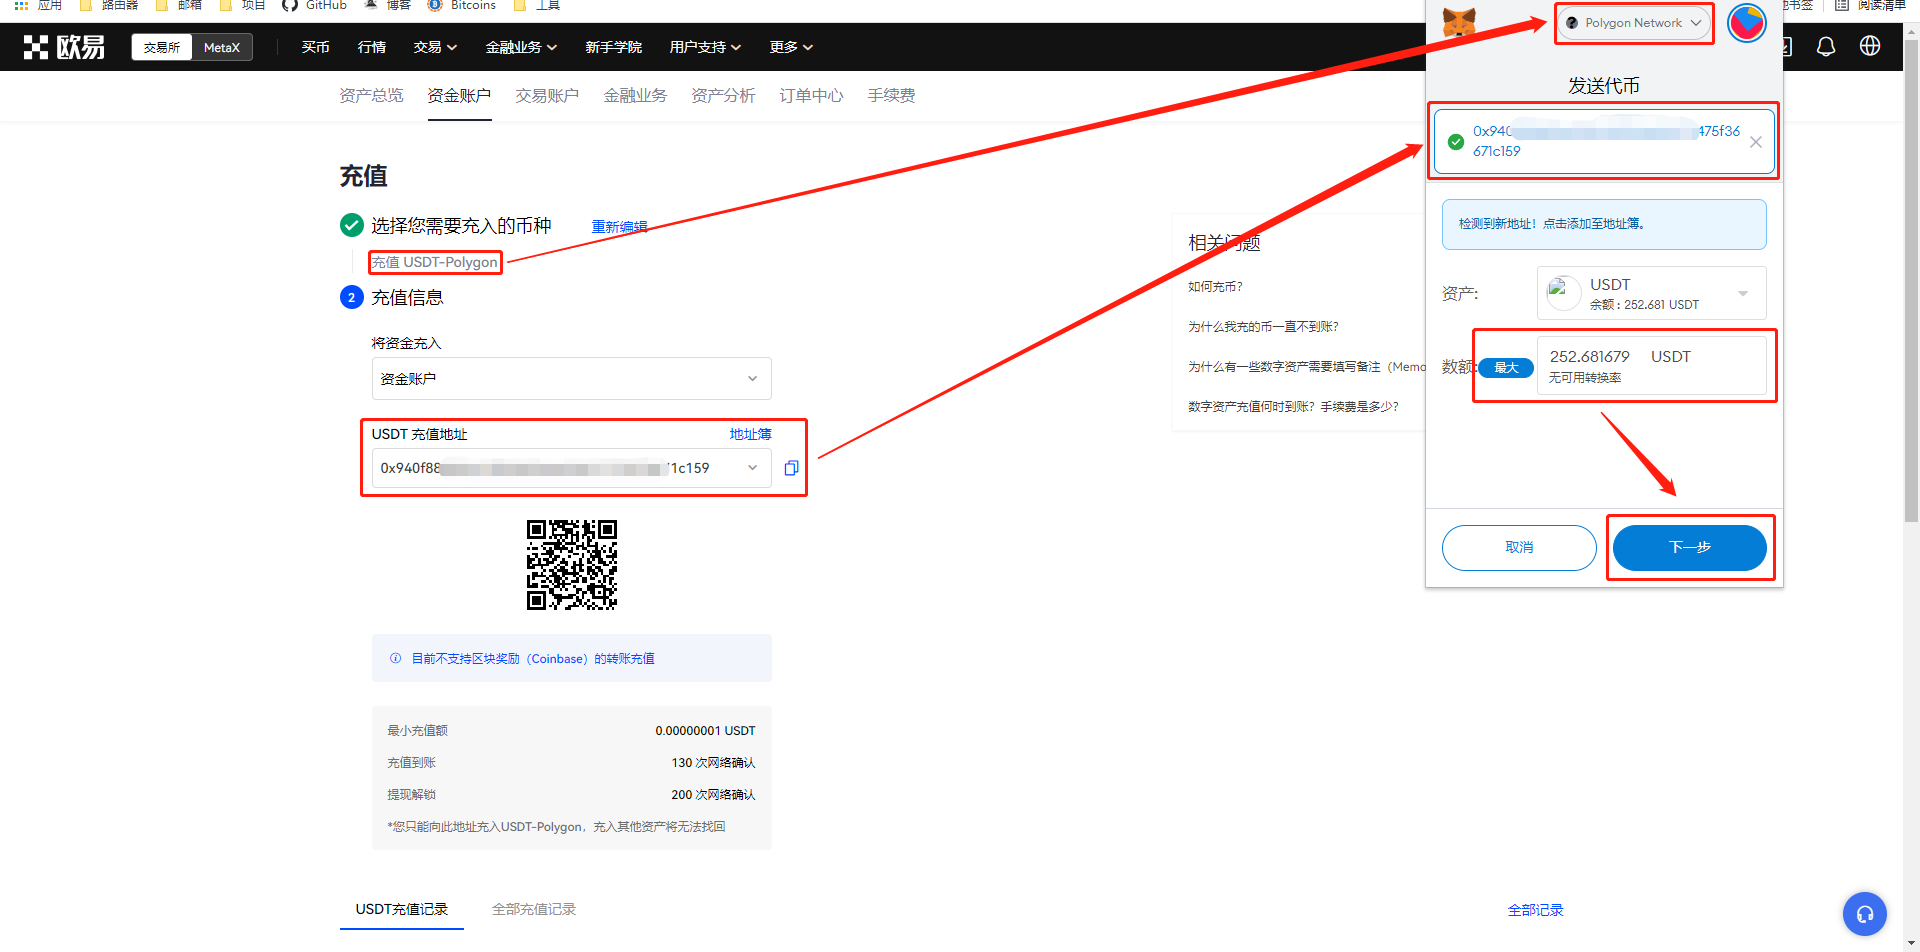 应用 路由器 邮箱 项目 GitHub 博客 Bitcoins 工具
阅读清单
欧易 交易所 MetaX 买币 行情 交易 金融业务 新手学院 用户支持 更多
资产总览 资金账户 交易账户 金融业务 资产分析 订单中心 手续费
充值
选择您需要充入的币种 重新编辑
充值 USDT-Polygon
2 充值信息
将资金充入
资金账户
USDT 充值地址 地址簿
0x940f88 1c159
目前不支持区块奖励（Coinbase）的转账充值
最小充值额 0.00000001 USDT
充值到账 130 次网络确认
提现解锁 200 次网络确认
*您只能向此地址充入USDT-Polygon，充入其他资产将无法找回
USDT充值记录 全部充值记录
全部记录
相关问题
如何充币？
为什么我充的币一直不到账？
为什么有一些数字资产需要填写备注（Memo
数字资产充值何时到账？手续费是多少？
Polygon Network
发送代币
0x940 475f36
671c159
检测到新地址！点击添加至地址簿。
资产: USDT
余额 : 252.681 USDT
数额: 最大 252.681679 USDT
无可用转换率
取消 下一步